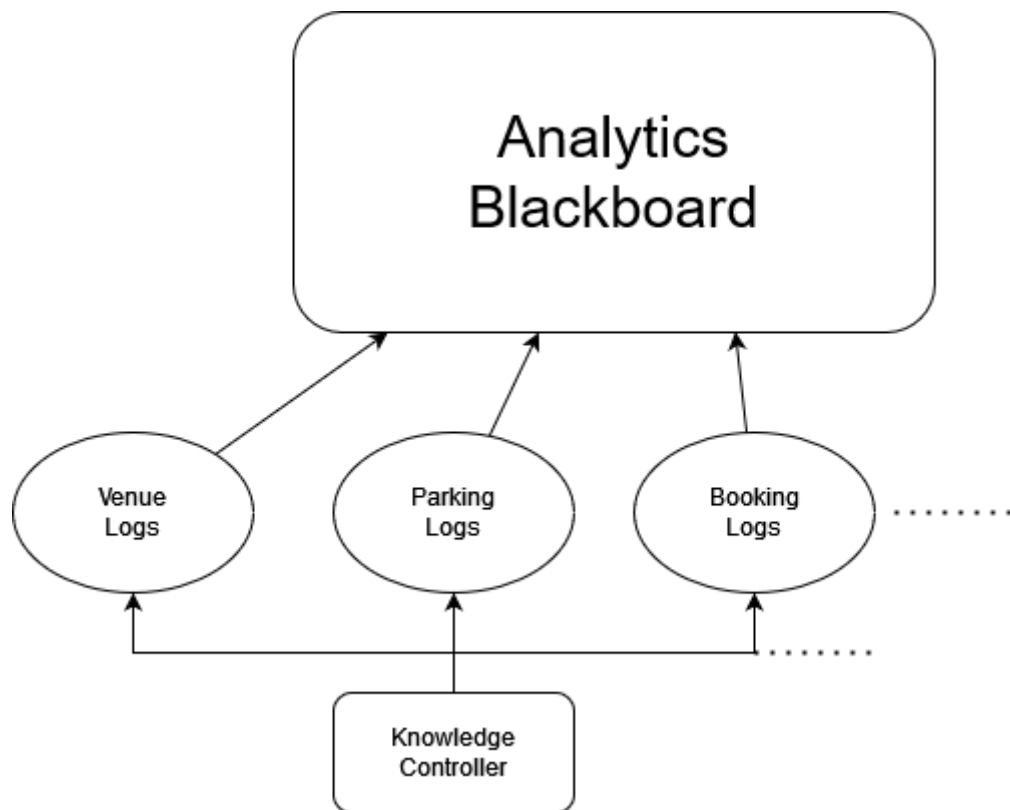 Analytics
Blackboard
Venue
Logs
Parking
Logs
Booking
Logs
Knowledge
Controller